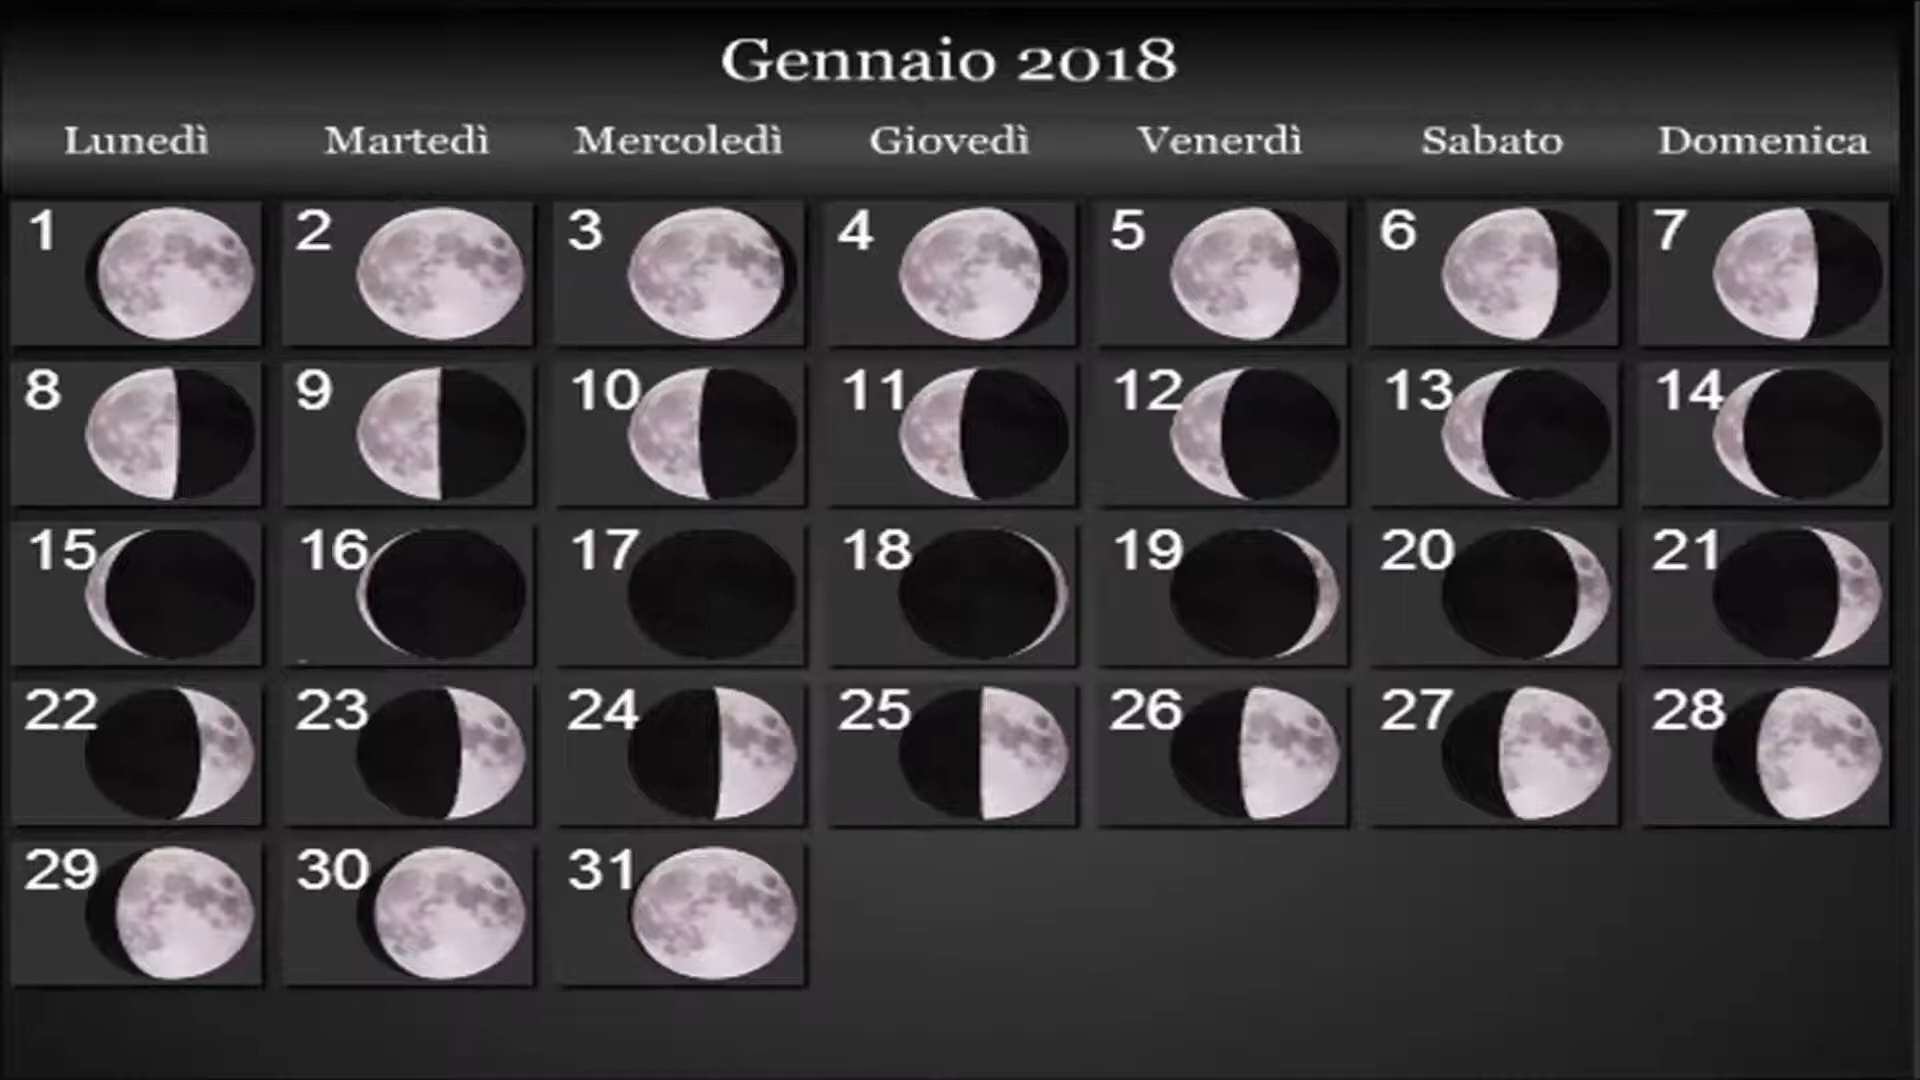 Gennaio 2018
Lunedì Martedì Mercoledì Giovedì Venerdì Sabato Domenica
1 2 3 4 5 6 7
8 9 10 11 12 13 14
15 16 17 18 19 20 21
22 23 24 25 26 27 28
29 30 31